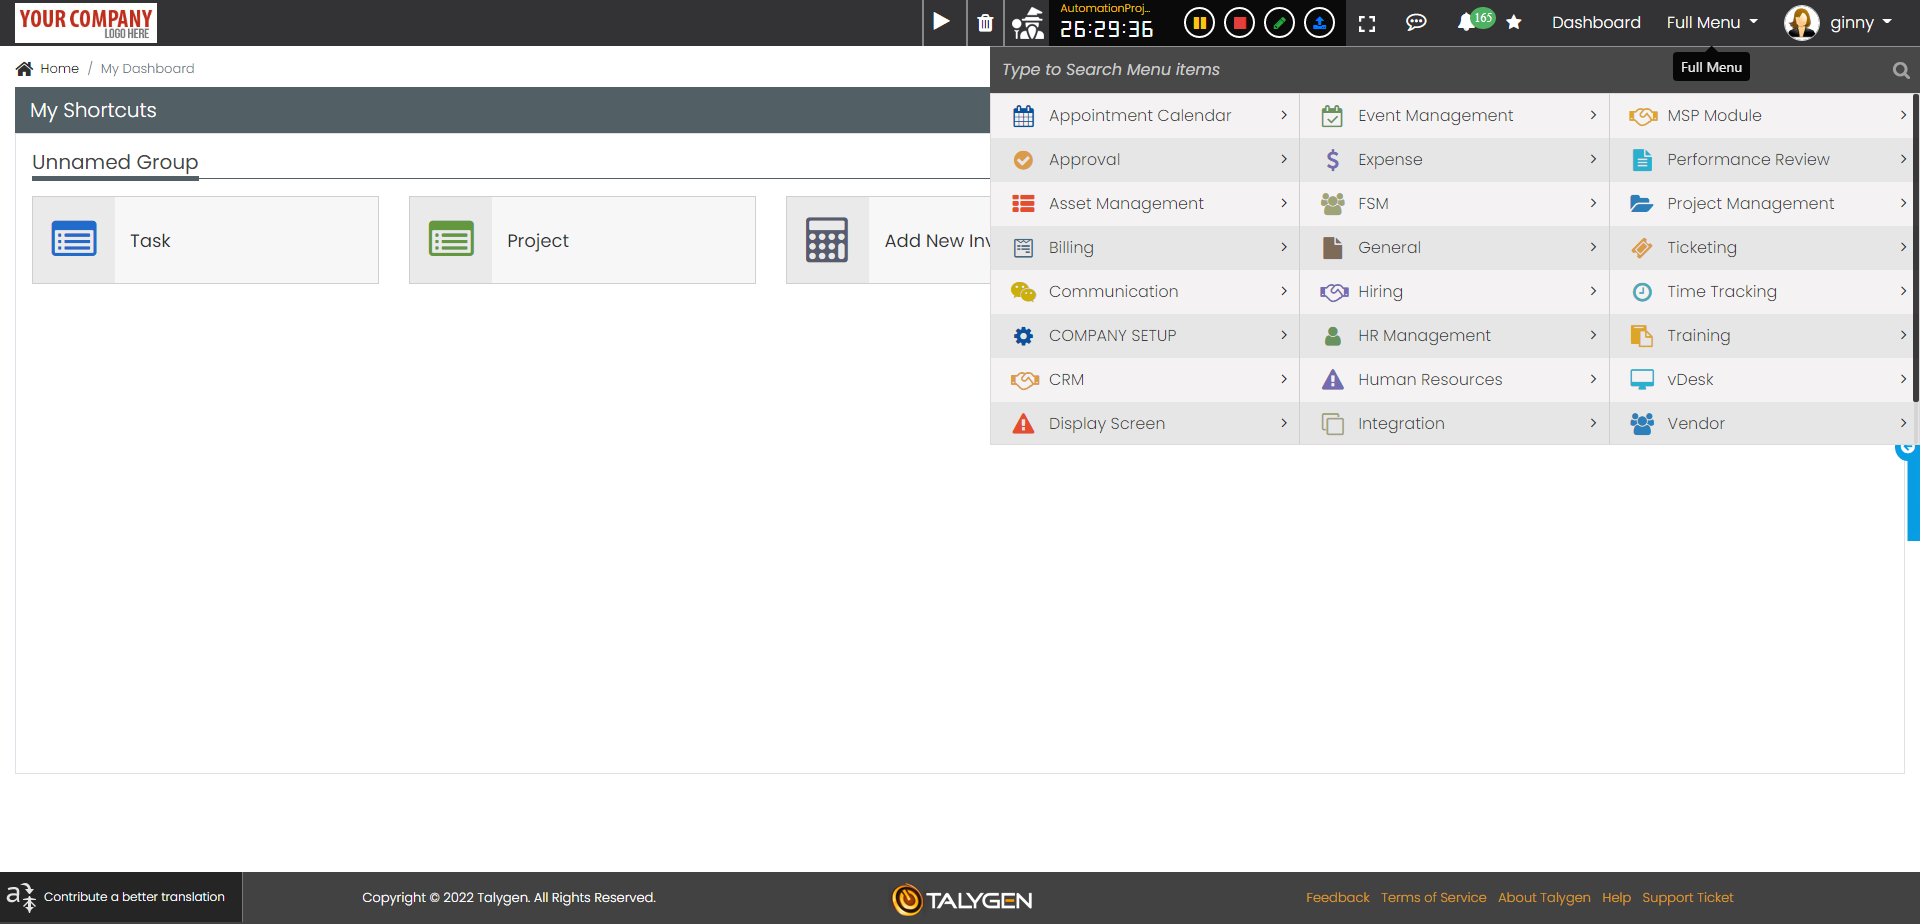 YOUR COMPANY
LOGO HERE
AutomationProj...
26:29:36
165
Dashboard
Full Menu
ginny
Home / My Dashboard
Type to Search Menu items
Full Menu
My Shortcuts
Unnamed Group
Task
Project
Add New Inv
Appointment Calendar
Event Management
MSP Module
Approval
Expense
Performance Review
Asset Management
FSM
Project Management
Billing
General
Ticketing
Communication
Hiring
Time Tracking
COMPANY SETUP
HR Management
Training
CRM
Human Resources
vDesk
Display Screen
Integration
Vendor
Contribute a better translation
Copyright © 2022 Talygen. All Rights Reserved.
TALYGEN
Feedback
Terms of Service
About Talygen
Help
Support Ticket